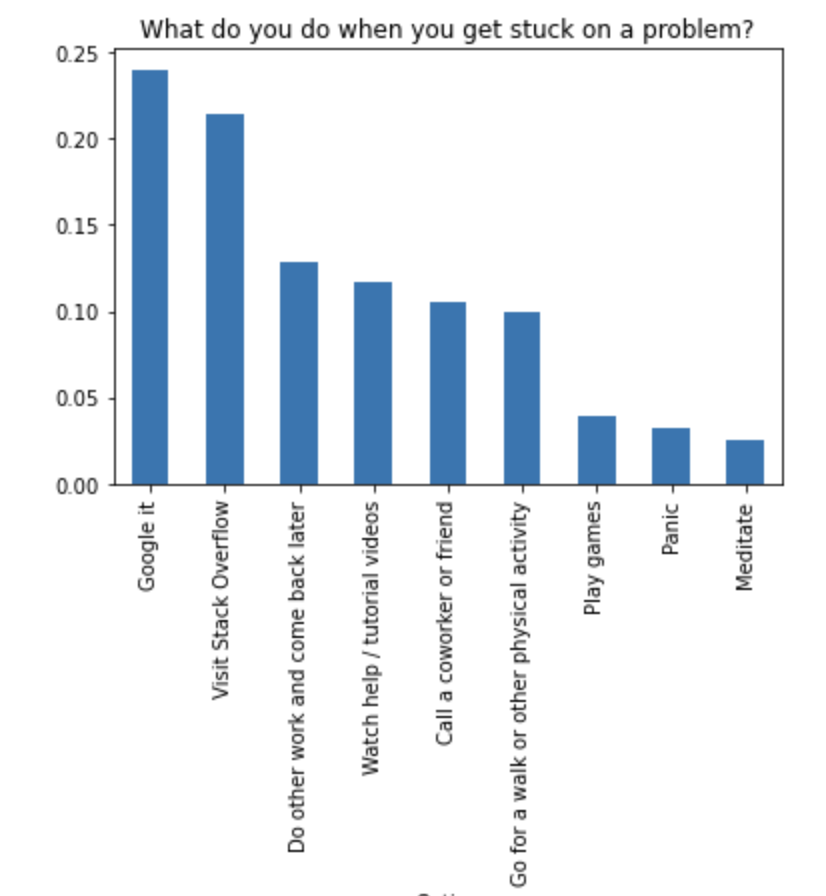 What do you do when you get stuck on a problem?
0.25
0.20
0.15
0.10
0.05
0.00
Google it
Visit Stack Overflow
Do other work and come back later
Watch help / tutorial videos
Call a coworker or friend
Go for a walk or other physical activity
Play games
Panic
Meditate